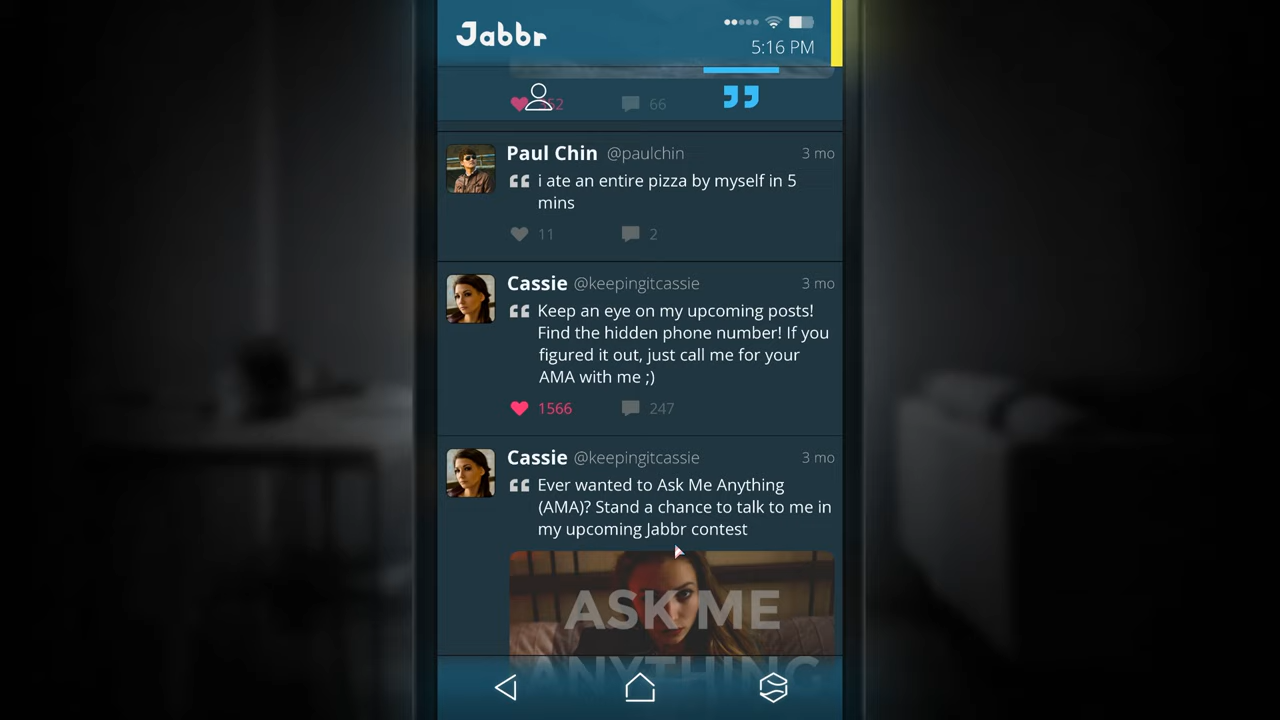 Jabbr
5:16 PM
352
66
Paul Chin @paulchin 3 mo
i ate an entire pizza by myself in 5
mins
11 2
Cassie @keepingitcassie 3 mo
Keep an eye on my upcoming posts!
Find the hidden phone number! If you
figured it out, just call me for your
AMA with me ;)
1566 247
Cassie @keepingitcassie 3 mo
Ever wanted to Ask Me Anything
(AMA)? Stand a chance to talk to me in
my upcoming Jabbr contest
ASK ME
ANYTHING